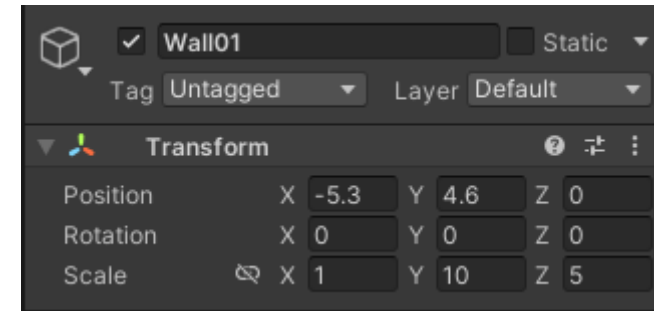 Wall01 Static
Tag Untagged Layer Default
Transform
Position X -5.3 Y 4.6 Z 0
Rotation X 0 Y 0 Z 0
Scale X 1 Y 10 Z 5